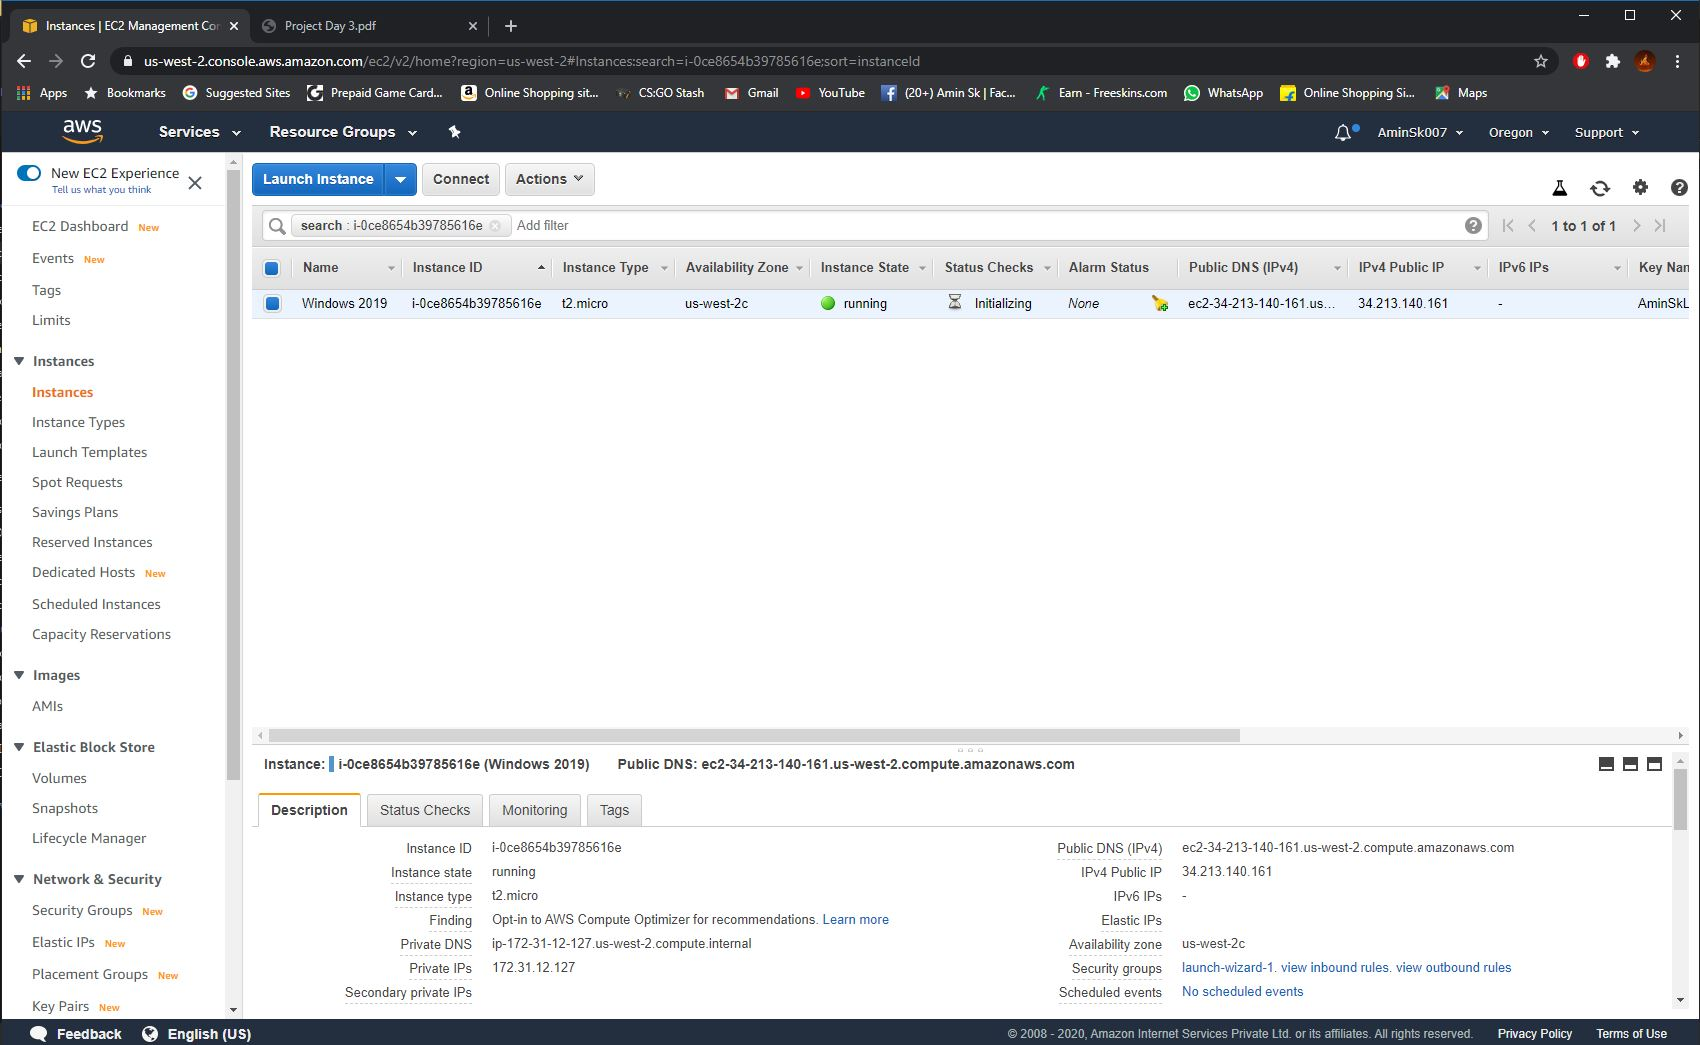 Instances | EC2 Management Con
Project Day 3.pdf
us-west-2.console.aws.amazon.com/ec2/v2/home?region=us-west-2#Instances:search=i-0ce8654b39785616e;sort=instanceId
Apps Bookmarks Suggested Sites Prepaid Game Card... Online Shopping sit... CS:GO Stash Gmail YouTube (20+) Amin Sk | Fac... Earn - Freeskins.com WhatsApp Online Shopping Si... Maps
aws Services Resource Groups AminSk007 Oregon Support
New EC2 Experience
Tell us what you think
EC2 Dashboard New
Events New
Tags
Limits
Instances
Instances
Instance Types
Launch Templates
Spot Requests
Savings Plans
Reserved Instances
Dedicated Hosts New
Scheduled Instances
Capacity Reservations
Images
AMIs
Elastic Block Store
Volumes
Snapshots
Lifecycle Manager
Network & Security
Security Groups New
Elastic IPs New
Placement Groups New
Key Pairs New
Launch Instance Connect Actions
search : i-0ce8654b39785616e Add filter 1 to 1 of 1
Name Instance ID Instance Type Availability Zone Instance State Status Checks Alarm Status Public DNS (IPv4) IPv4 Public IP IPv6 IPs Key Nan
Windows 2019 i-0ce8654b39785616e t2.micro us-west-2c running Initializing None ec2-34-213-140-161.us... 34.213.140.161 - AminSkL
Instance: i-0ce8654b39785616e (Windows 2019) Public DNS: ec2-34-213-140-161.us-west-2.compute.amazonaws.com
Description Status Checks Monitoring Tags
Instance ID i-0ce8654b39785616e
Instance state running
Instance type t2.micro
Finding Opt-in to AWS Compute Optimizer for recommendations. Learn more
Private DNS ip-172-31-12-127.us-west-2.compute.internal
Private IPs 172.31.12.127
Secondary private IPs
Public DNS (IPv4) ec2-34-213-140-161.us-west-2.compute.amazonaws.com
IPv4 Public IP 34.213.140.161
IPv6 IPs -
Elastic IPs
Availability zone us-west-2c
Security groups launch-wizard-1. view inbound rules. view outbound rules
Scheduled events No scheduled events
Feedback English (US) © 2008 - 2020, Amazon Internet Services Private Ltd. or its affiliates. All rights reserved. Privacy Policy Terms of Use